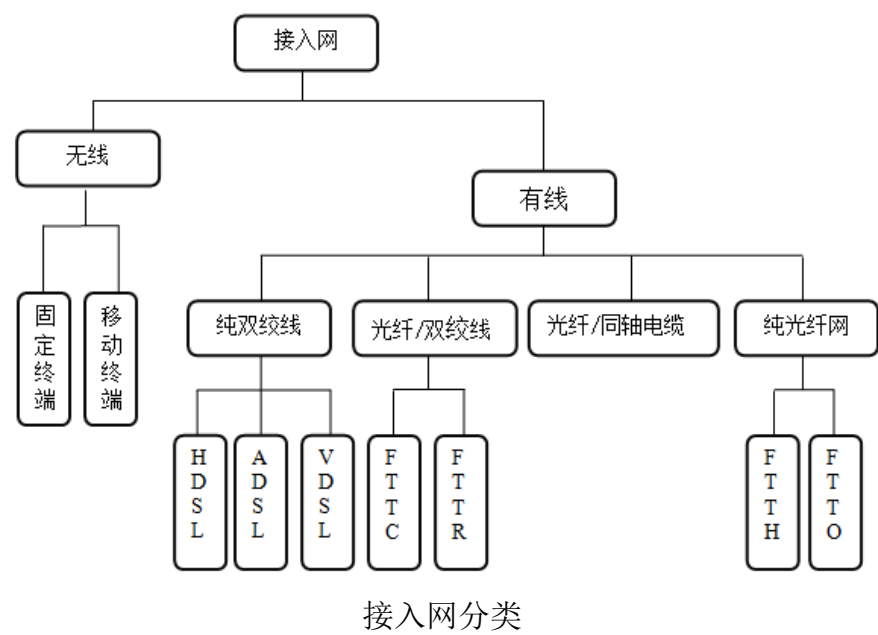 接入网
无线
有线
固定终端
移动终端
纯双绞线
光纤/双绞线
光纤/同轴电缆
纯光纤网
HDSL
ADSL
VDSL
FTTC
FTTR
FTTH
FTTO
接入网分类